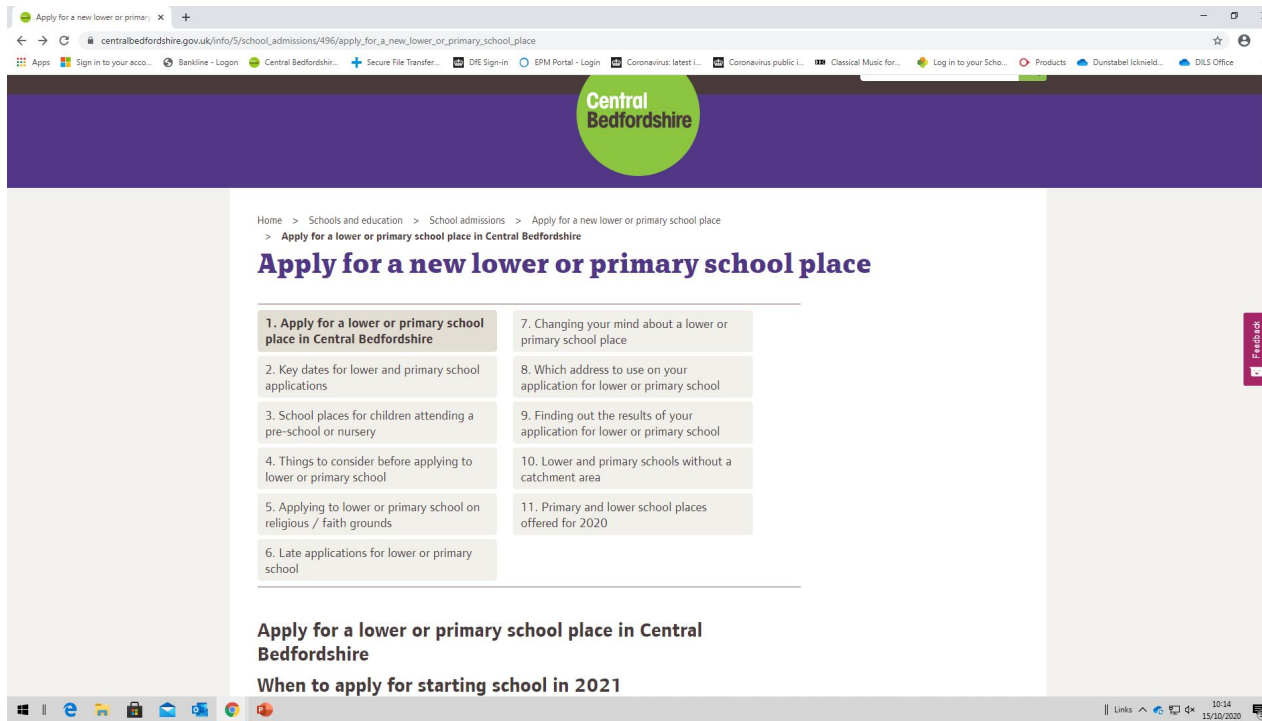 Apply for a new lower or primary
centralbedfordshire.gov.uk/info/5/school_admissions/496/apply_for_a_new_lower_or_primary_school_place
Apps Sign in to your acco... Bankline - Logon Central Bedfordshir... Secure File Transfer... DfE Sign-in EPM Portal - Login Coronavirus: latest i... Coronavirus public i... Classical Music for... Log in to your Scho... Products Dunstabel Icknield... DILS Office
Central
Bedfordshire
Home > Schools and education > School admissions > Apply for a new lower or primary school place
> Apply for a lower or primary school place in Central Bedfordshire
Apply for a new lower or primary school place
1. Apply for a lower or primary school
place in Central Bedfordshire
2. Key dates for lower and primary school
applications
3. School places for children attending a
pre-school or nursery
4. Things to consider before applying to
lower or primary school
5. Applying to lower or primary school on
religious / faith grounds
6. Late applications for lower or primary
school
7. Changing your mind about a lower or
primary school place
8. Which address to use on your
application for lower or primary school
9. Finding out the results of your
application for lower or primary school
10. Lower and primary schools without a
catchment area
11. Primary and lower school places
offered for 2020
Feedback
Apply for a lower or primary school place in Central
Bedfordshire
When to apply for starting school in 2021
Links
10:14
15/10/2020